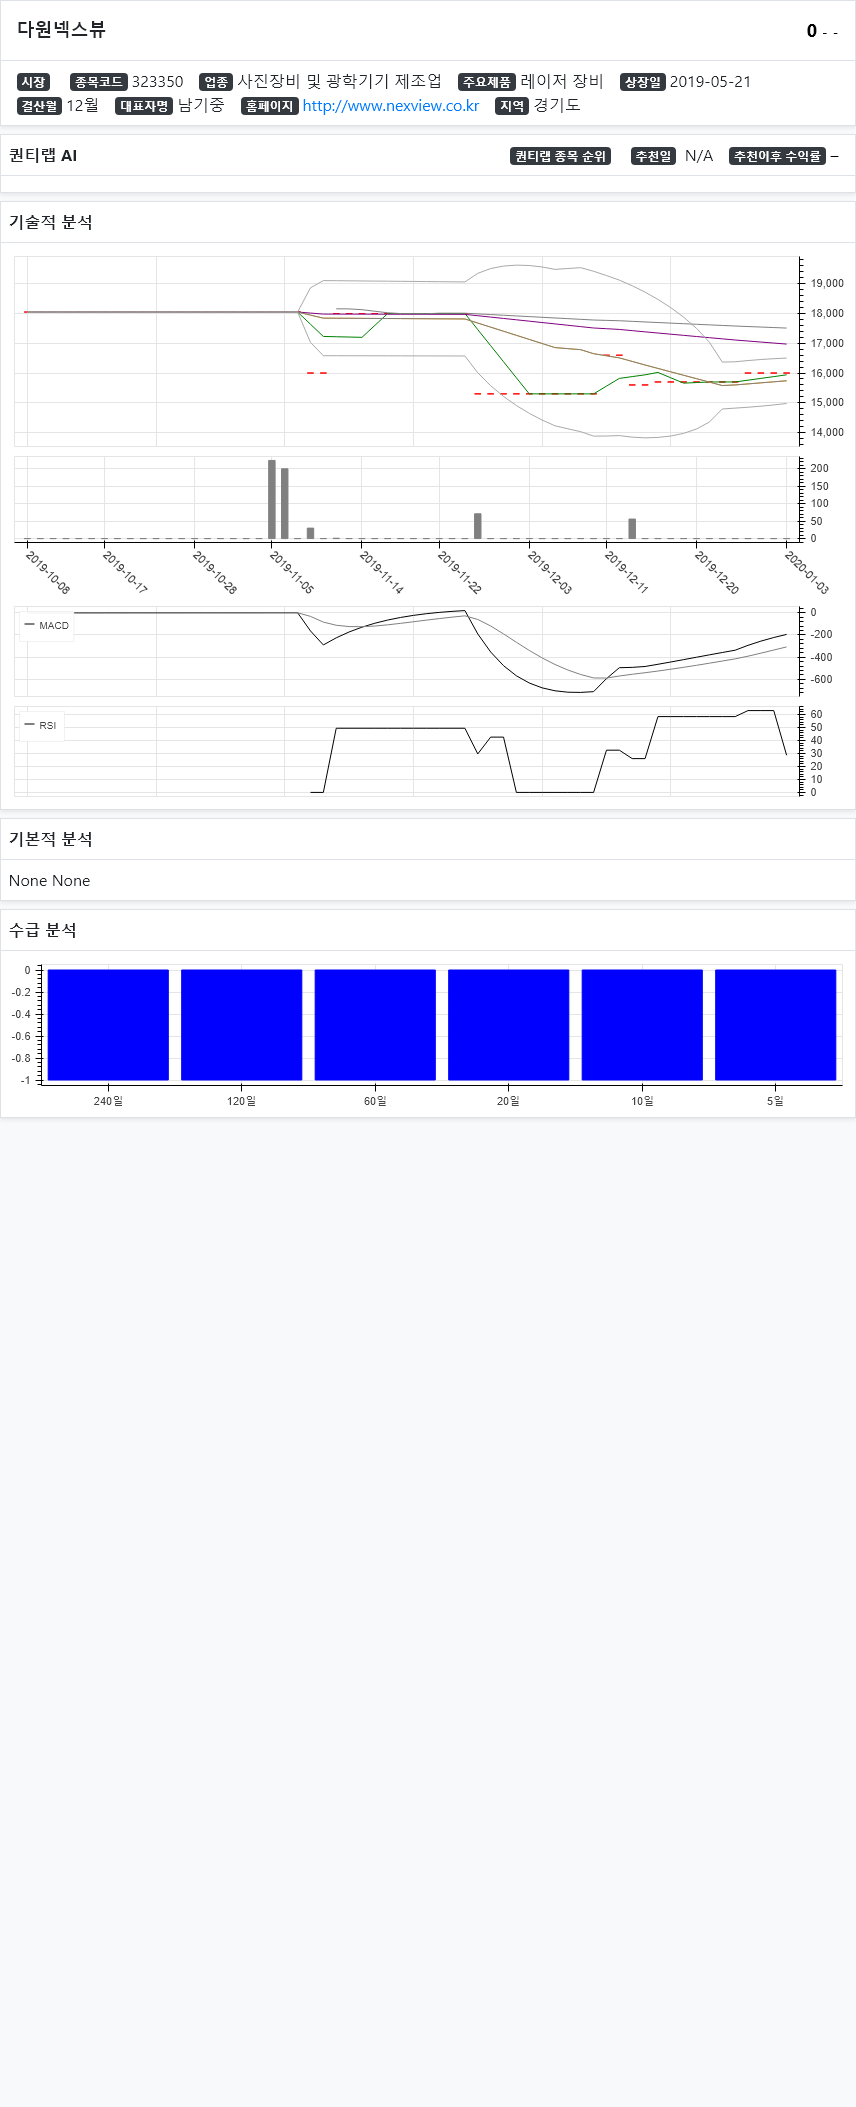 다원넥스뷰 0 - -
시장 종목코드 323350 업종 사진장비 및 광학기기 제조업 주요제품 레이저 장비 상장일 2019-05-21
결산월 12월 대표자명 남기중 홈페이지 http://www.nexview.co.kr 지역 경기도
퀀티랩 AI 퀀티랩 종목 순위 추천일 N/A 추천이후 수익률 –
기술적 분석
19,000
18,000
17,000
16,000
15,000
14,000
200
150
100
50
0
2019-10-08 2019-10-17 2019-10-28 2019-11-05 2019-11-14 2019-11-22 2019-12-03 2019-12-11 2019-12-20 2020-01-03
MACD
0
-200
-400
-600
RSI
60
50
40
30
20
10
0
기본적 분석
None None
수급 분석
0
-0.2
-0.4
-0.6
-0.8
-1
240일 120일 60일 20일 10일 5일